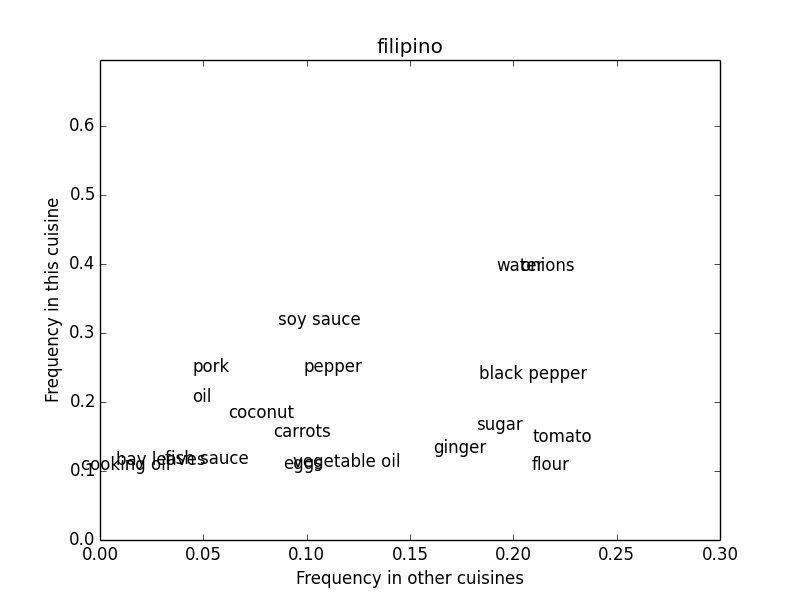 filipino
0.6
0.5
0.4
water
onions
0.3
soy sauce
pork
pepper
black pepper
0.2
oil
coconut
sugar
carrots
tomato
ginger
0.1
bay leaves
fish sauce
cooking oil
eggs
vegetable oil
flour
0.0
0.00 0.05 0.10 0.15 0.20 0.25 0.30
Frequency in other cuisines
Frequency in this cuisine